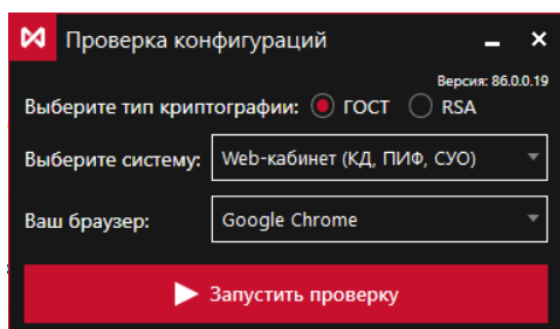 Проверка конфигураций
Версия: 86.0.0.19
Выберите тип криптографии: ГОСТ RSA
Выберите систему: Web-кабинет (КД, ПИФ, СУО)
Ваш браузер: Google Chrome
Запустить проверку